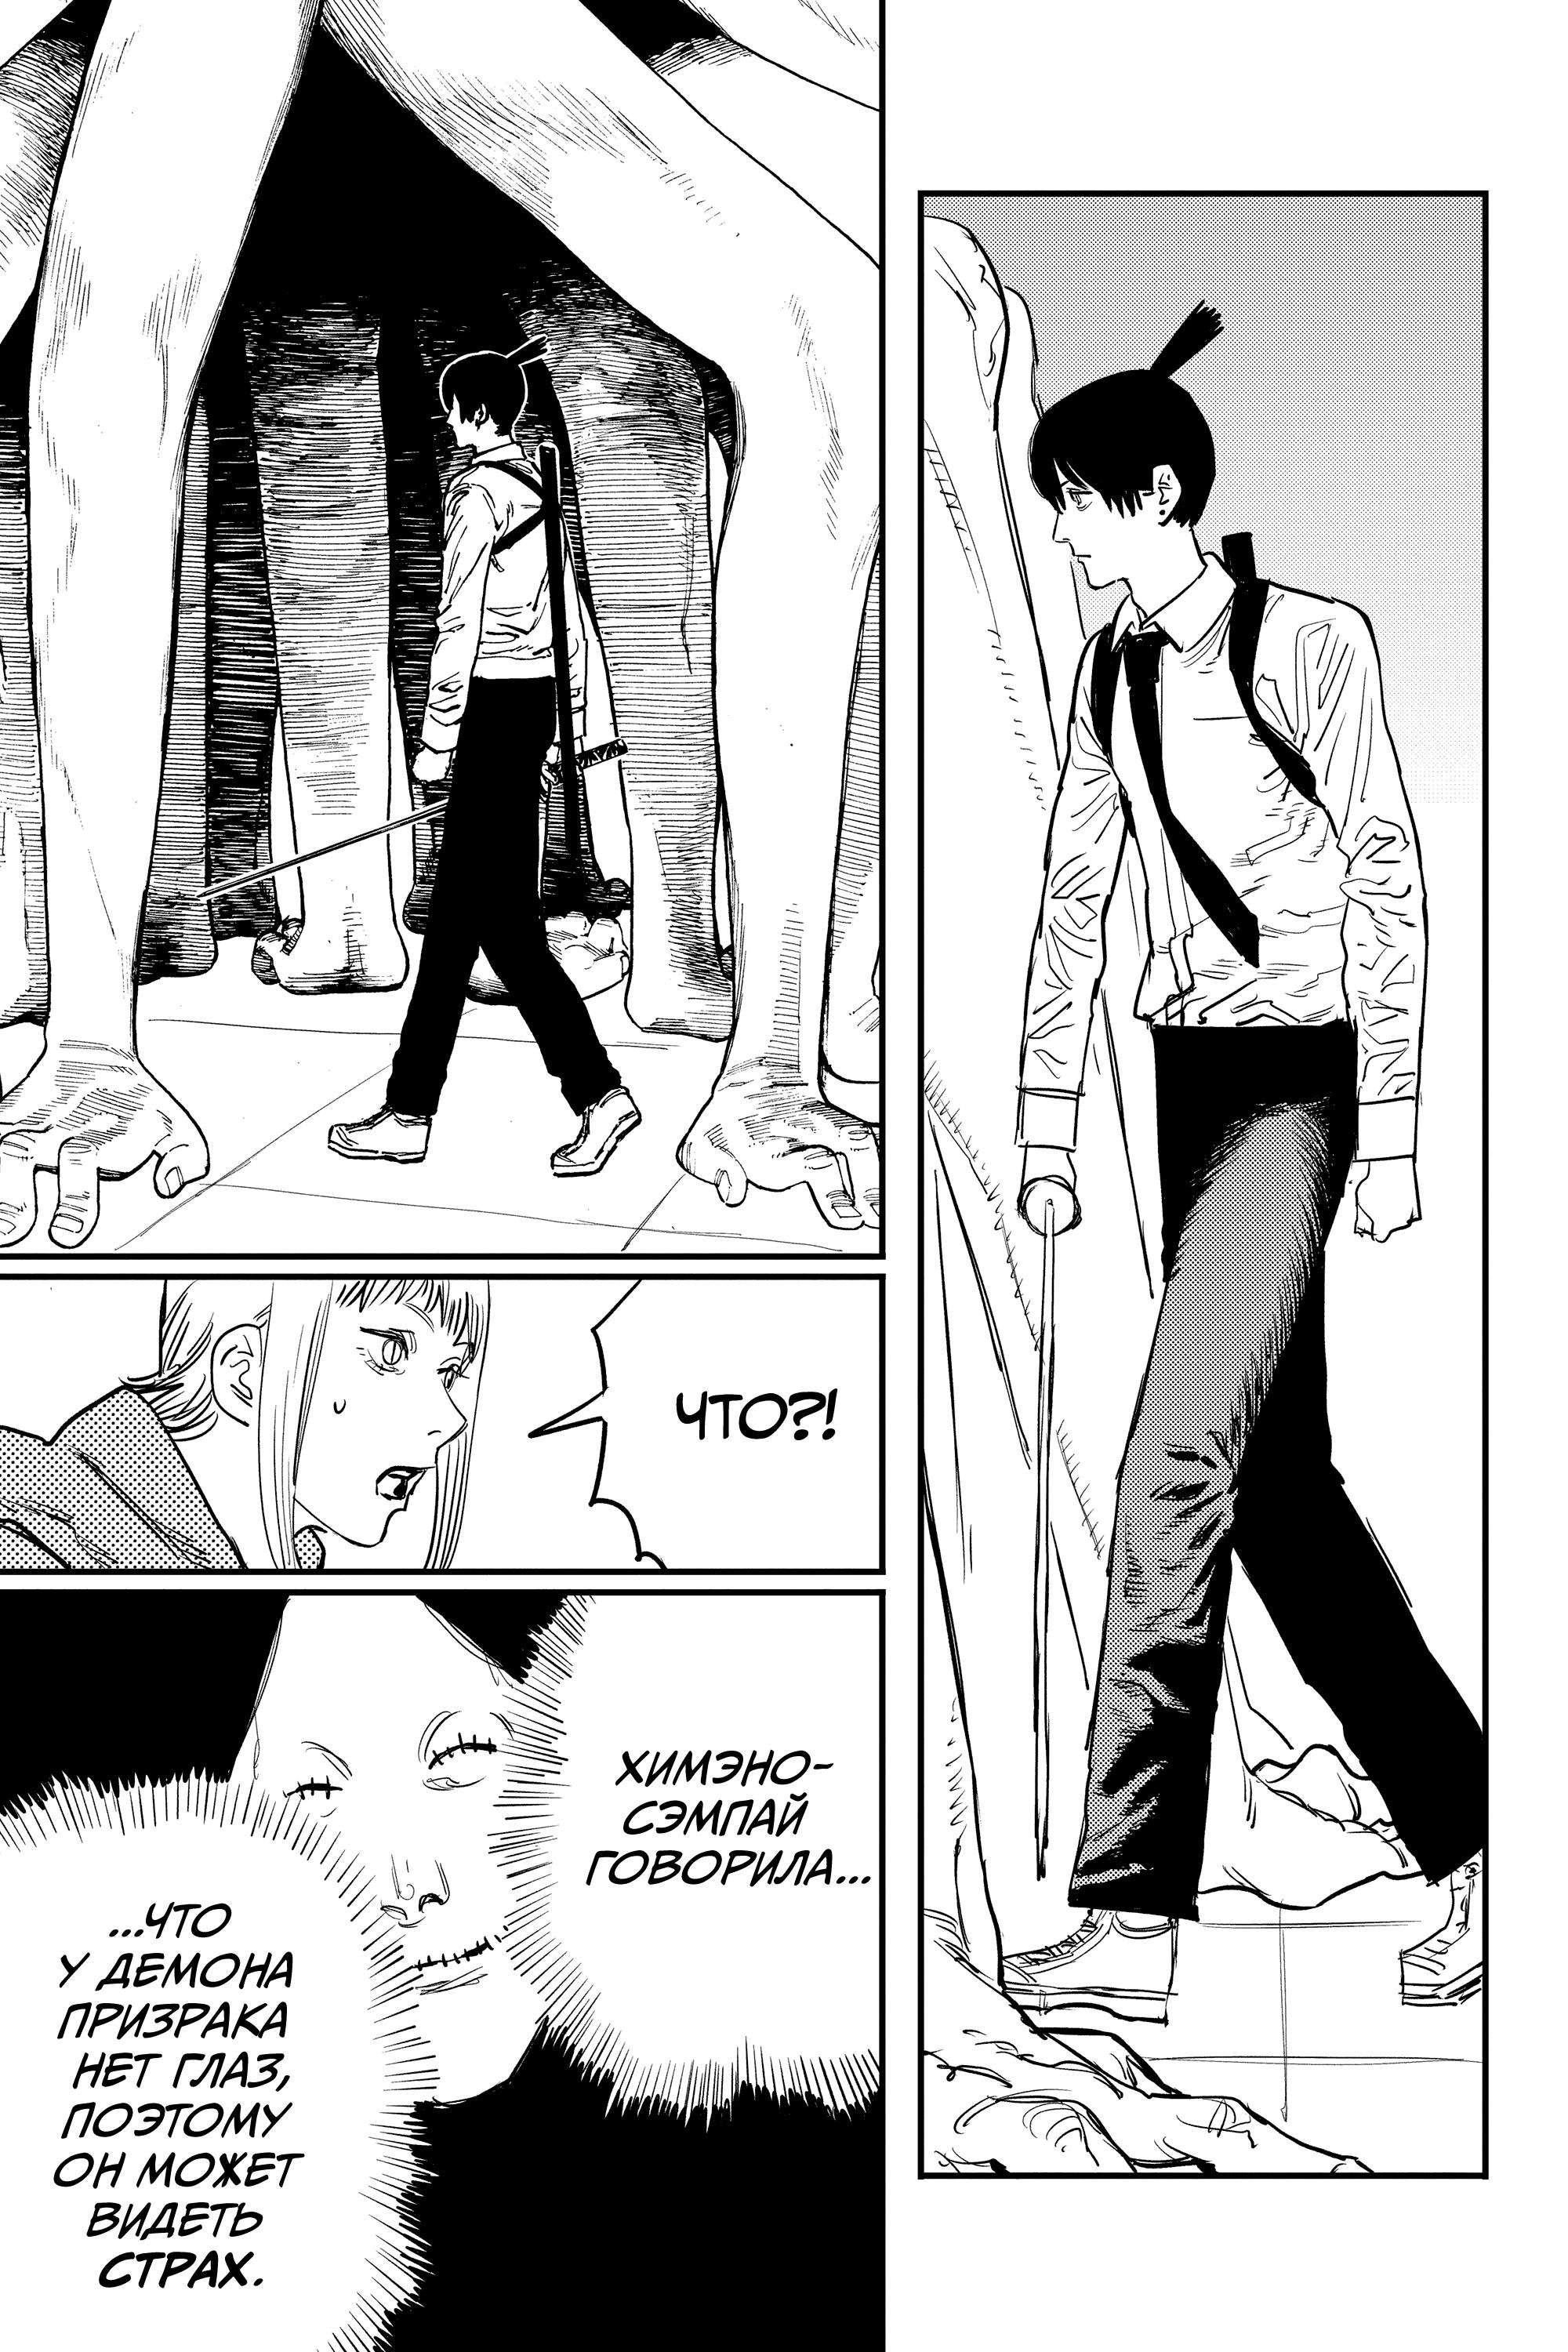 ЧТО?!
ХИМЭНО-
СЭМПАЙ
ГОВОРИЛА...
...ЧТО
У ДЕМОНА
ПРИЗРАКА
НЕТ ГЛАЗ,
ПОЭТОМУ
ОН МОЖЕТ
ВИДЕТЬ
СТРАХ.